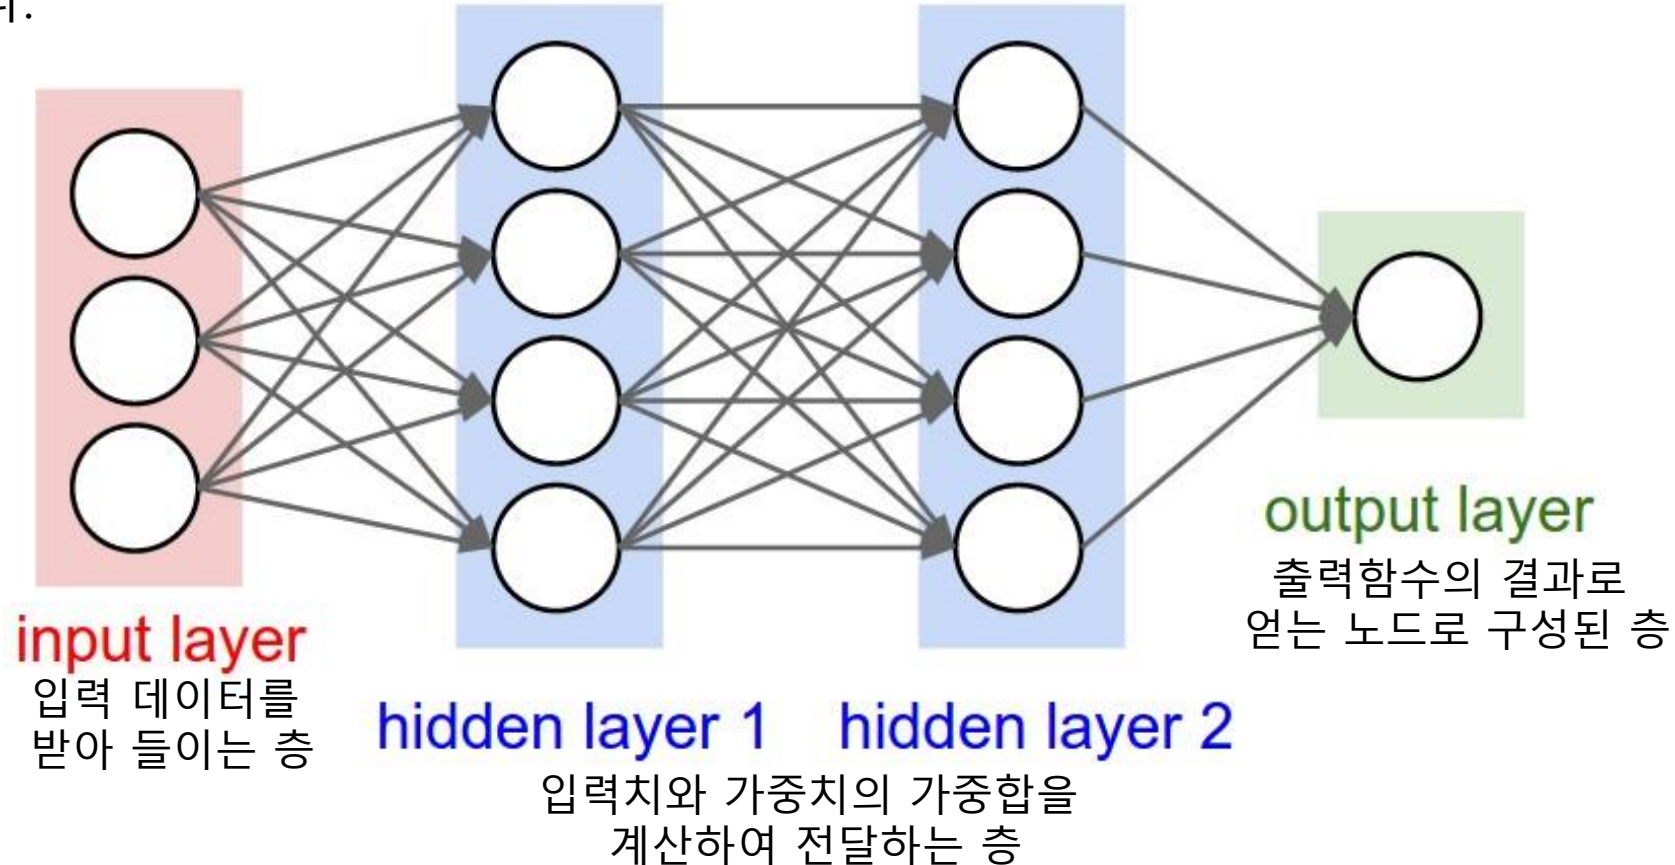 input layer
입력 데이터를
받아 들이는 층
hidden layer 1
hidden layer 2
입력치와 가중치의 가중합을
계산하여 전달하는 층
output layer
출력함수의 결과로
얻는 노드로 구성된 층